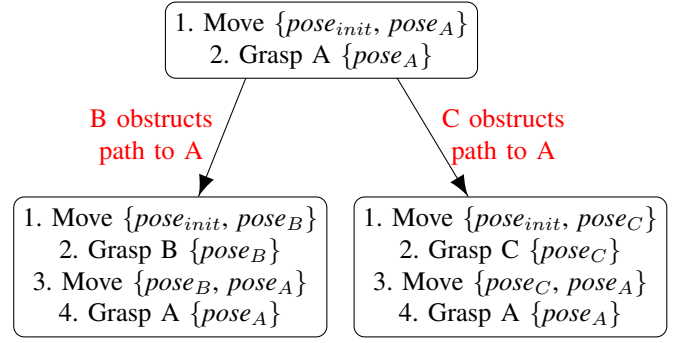 1. Move {pose_init, pose_A}
2. Grasp A {pose_A}
B obstructs
path to A
C obstructs
path to A
1. Move {pose_init, pose_B}
2. Grasp B {pose_B}
3. Move {pose_B, pose_A}
4. Grasp A {pose_A}
1. Move {pose_init, pose_C}
2. Grasp C {pose_C}
3. Move {pose_C, pose_A}
4. Grasp A {pose_A}